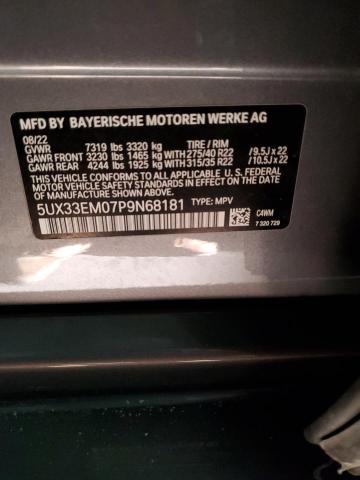 MFD BY BAYERISCHE MOTOREN WERKE AG
08/22
GVWR 7319 lbs 3320 kg TIRE / RIM
GAWR FRONT 3230 lbs 1465 kg WITH 275/40 R22 / 9.5J x 22
GAWR REAR 4244 lbs 1925 kg WITH 315/35 R22 / 10.5J x 22
THIS VEHICLE CONFORMS TO ALL APPLICABLE U. S. FEDERAL
MOTOR VEHICLE SAFETY STANDARDS IN EFFECT ON THE DATE OF
MANUFACTURE SHOWN ABOVE.
5UX33EM07P9N68181 TYPE: MPV
C4WM
7 320 729